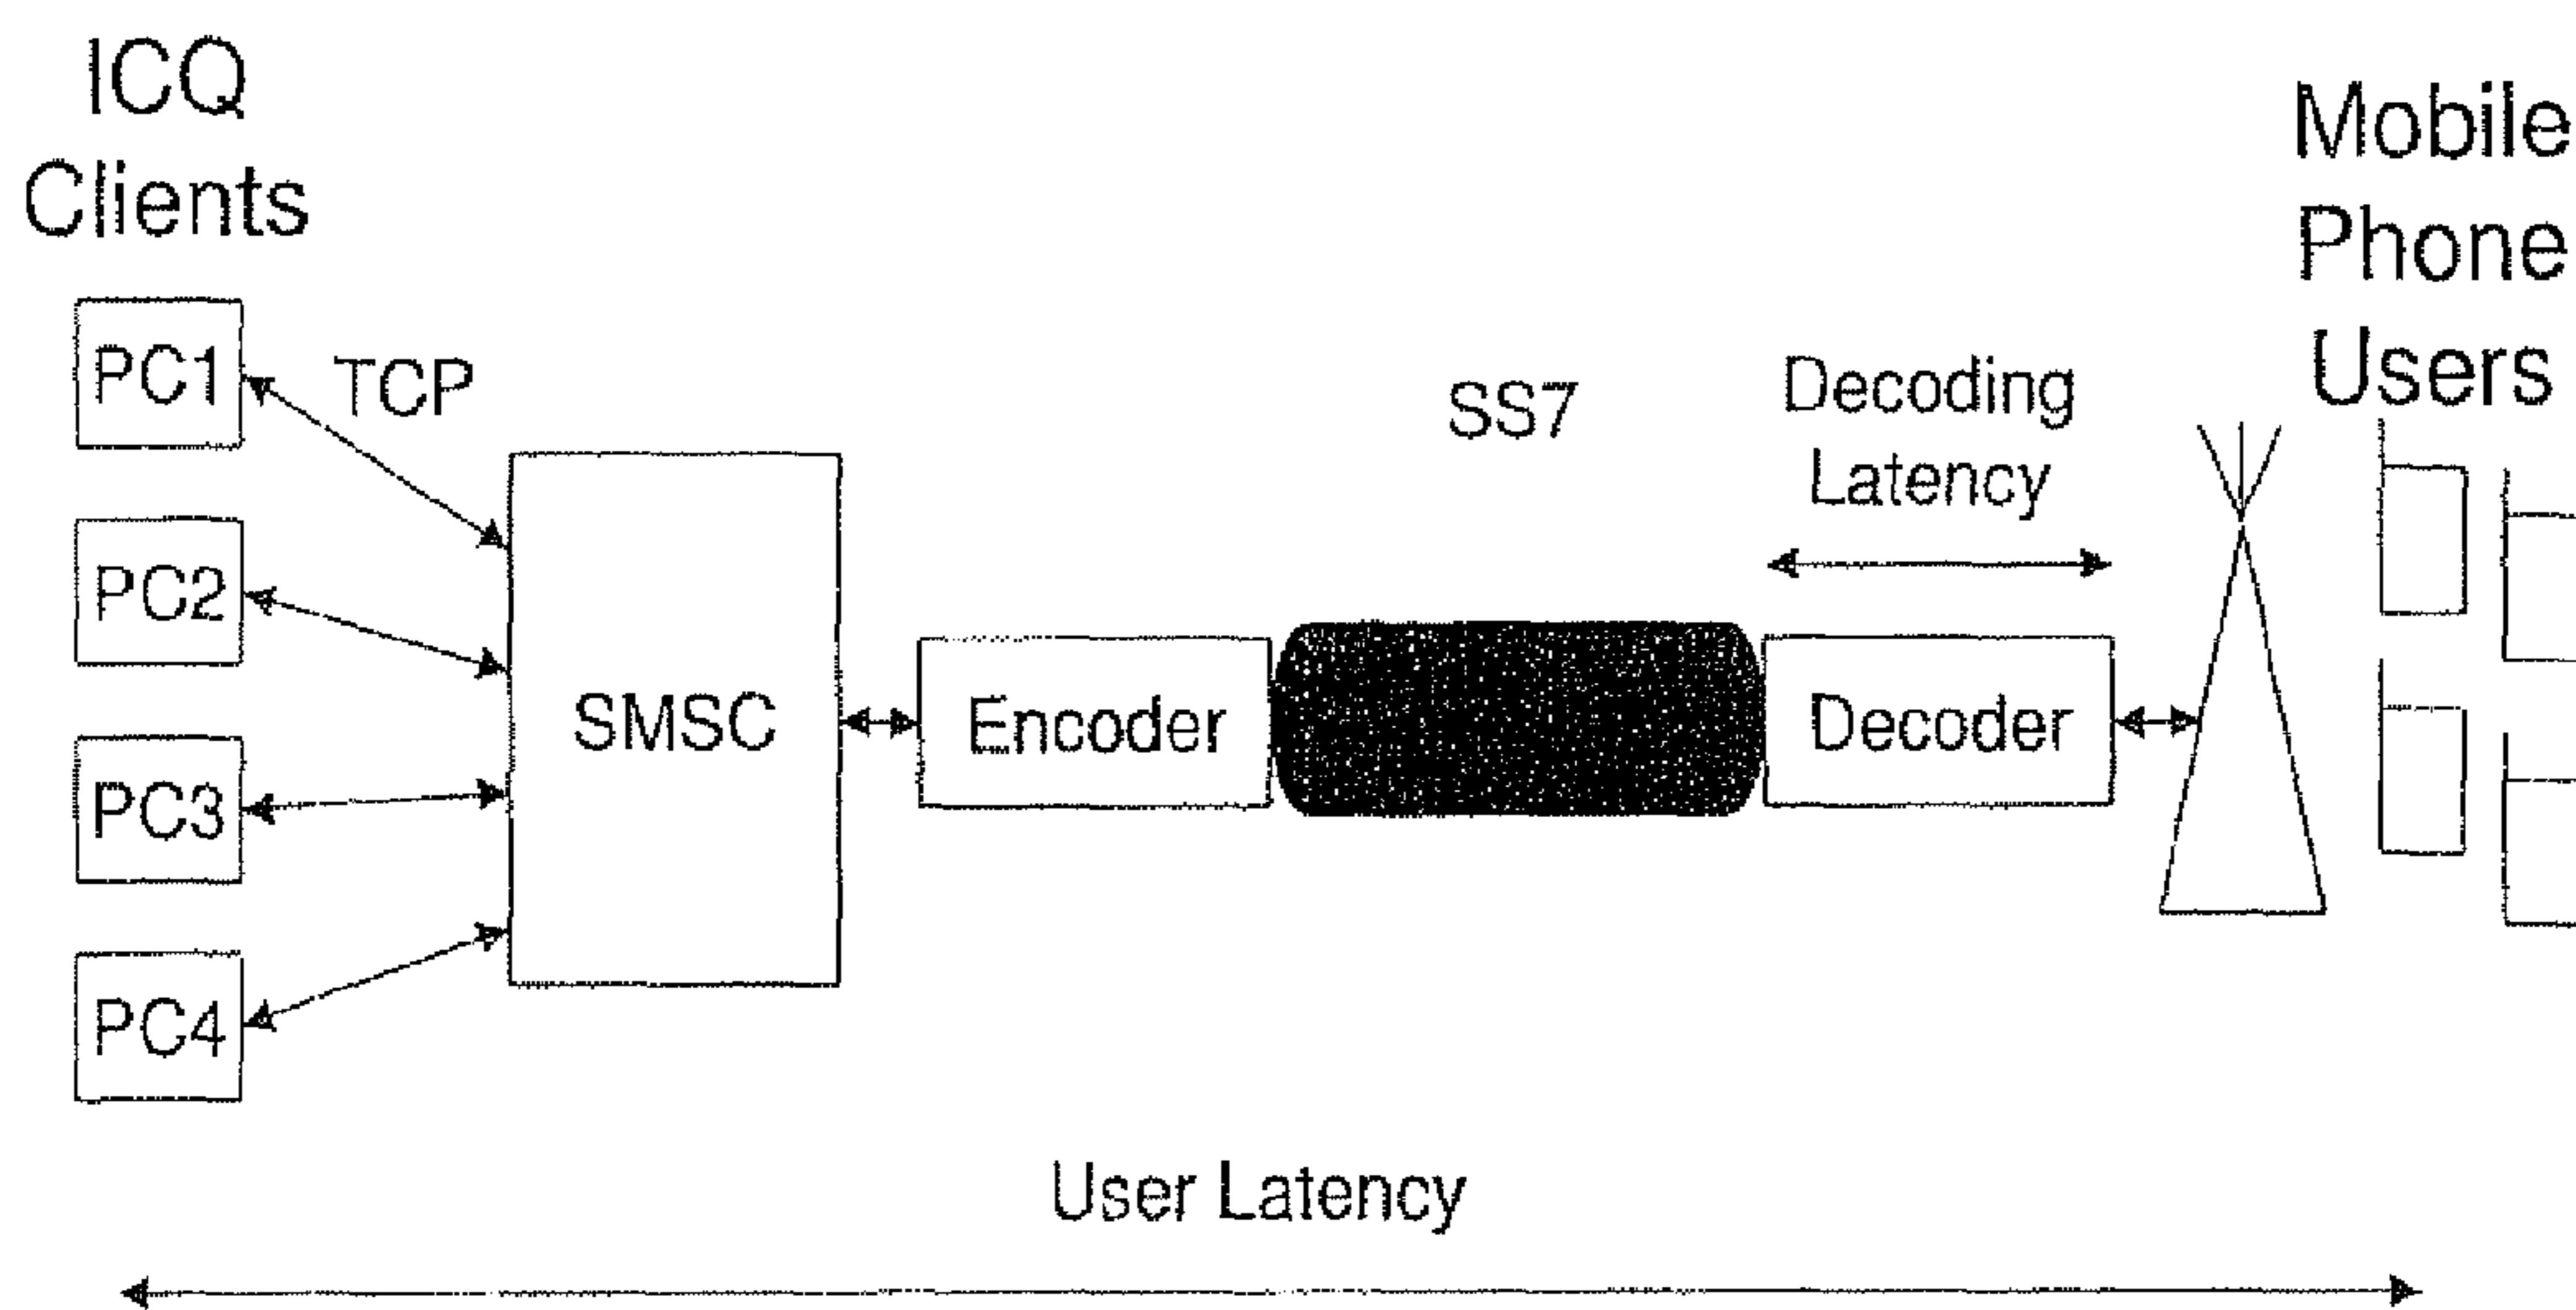 ICQ
Clients
Mobile
Phone
Users
PC1
TCP
PC2
PC3
PC4
SMSC
Encoder
SS7
Decoding
Latency
Decoder
User Latency